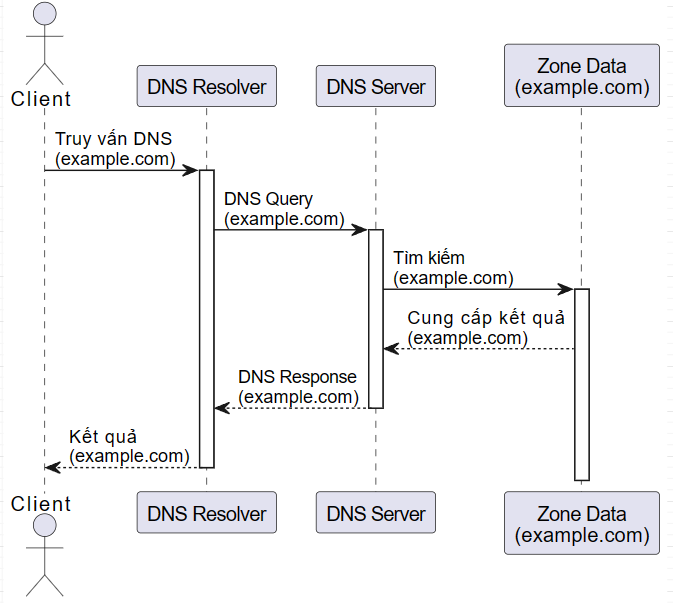 Client
DNS Resolver
DNS Server
Zone Data
(example.com)
Truy vấn DNS
(example.com)
DNS Query
(example.com)
Tìm kiếm
(example.com)
Cung cấp kết quả
(example.com)
DNS Response
(example.com)
Kết quả
(example.com)
Client
DNS Resolver
DNS Server
Zone Data
(example.com)